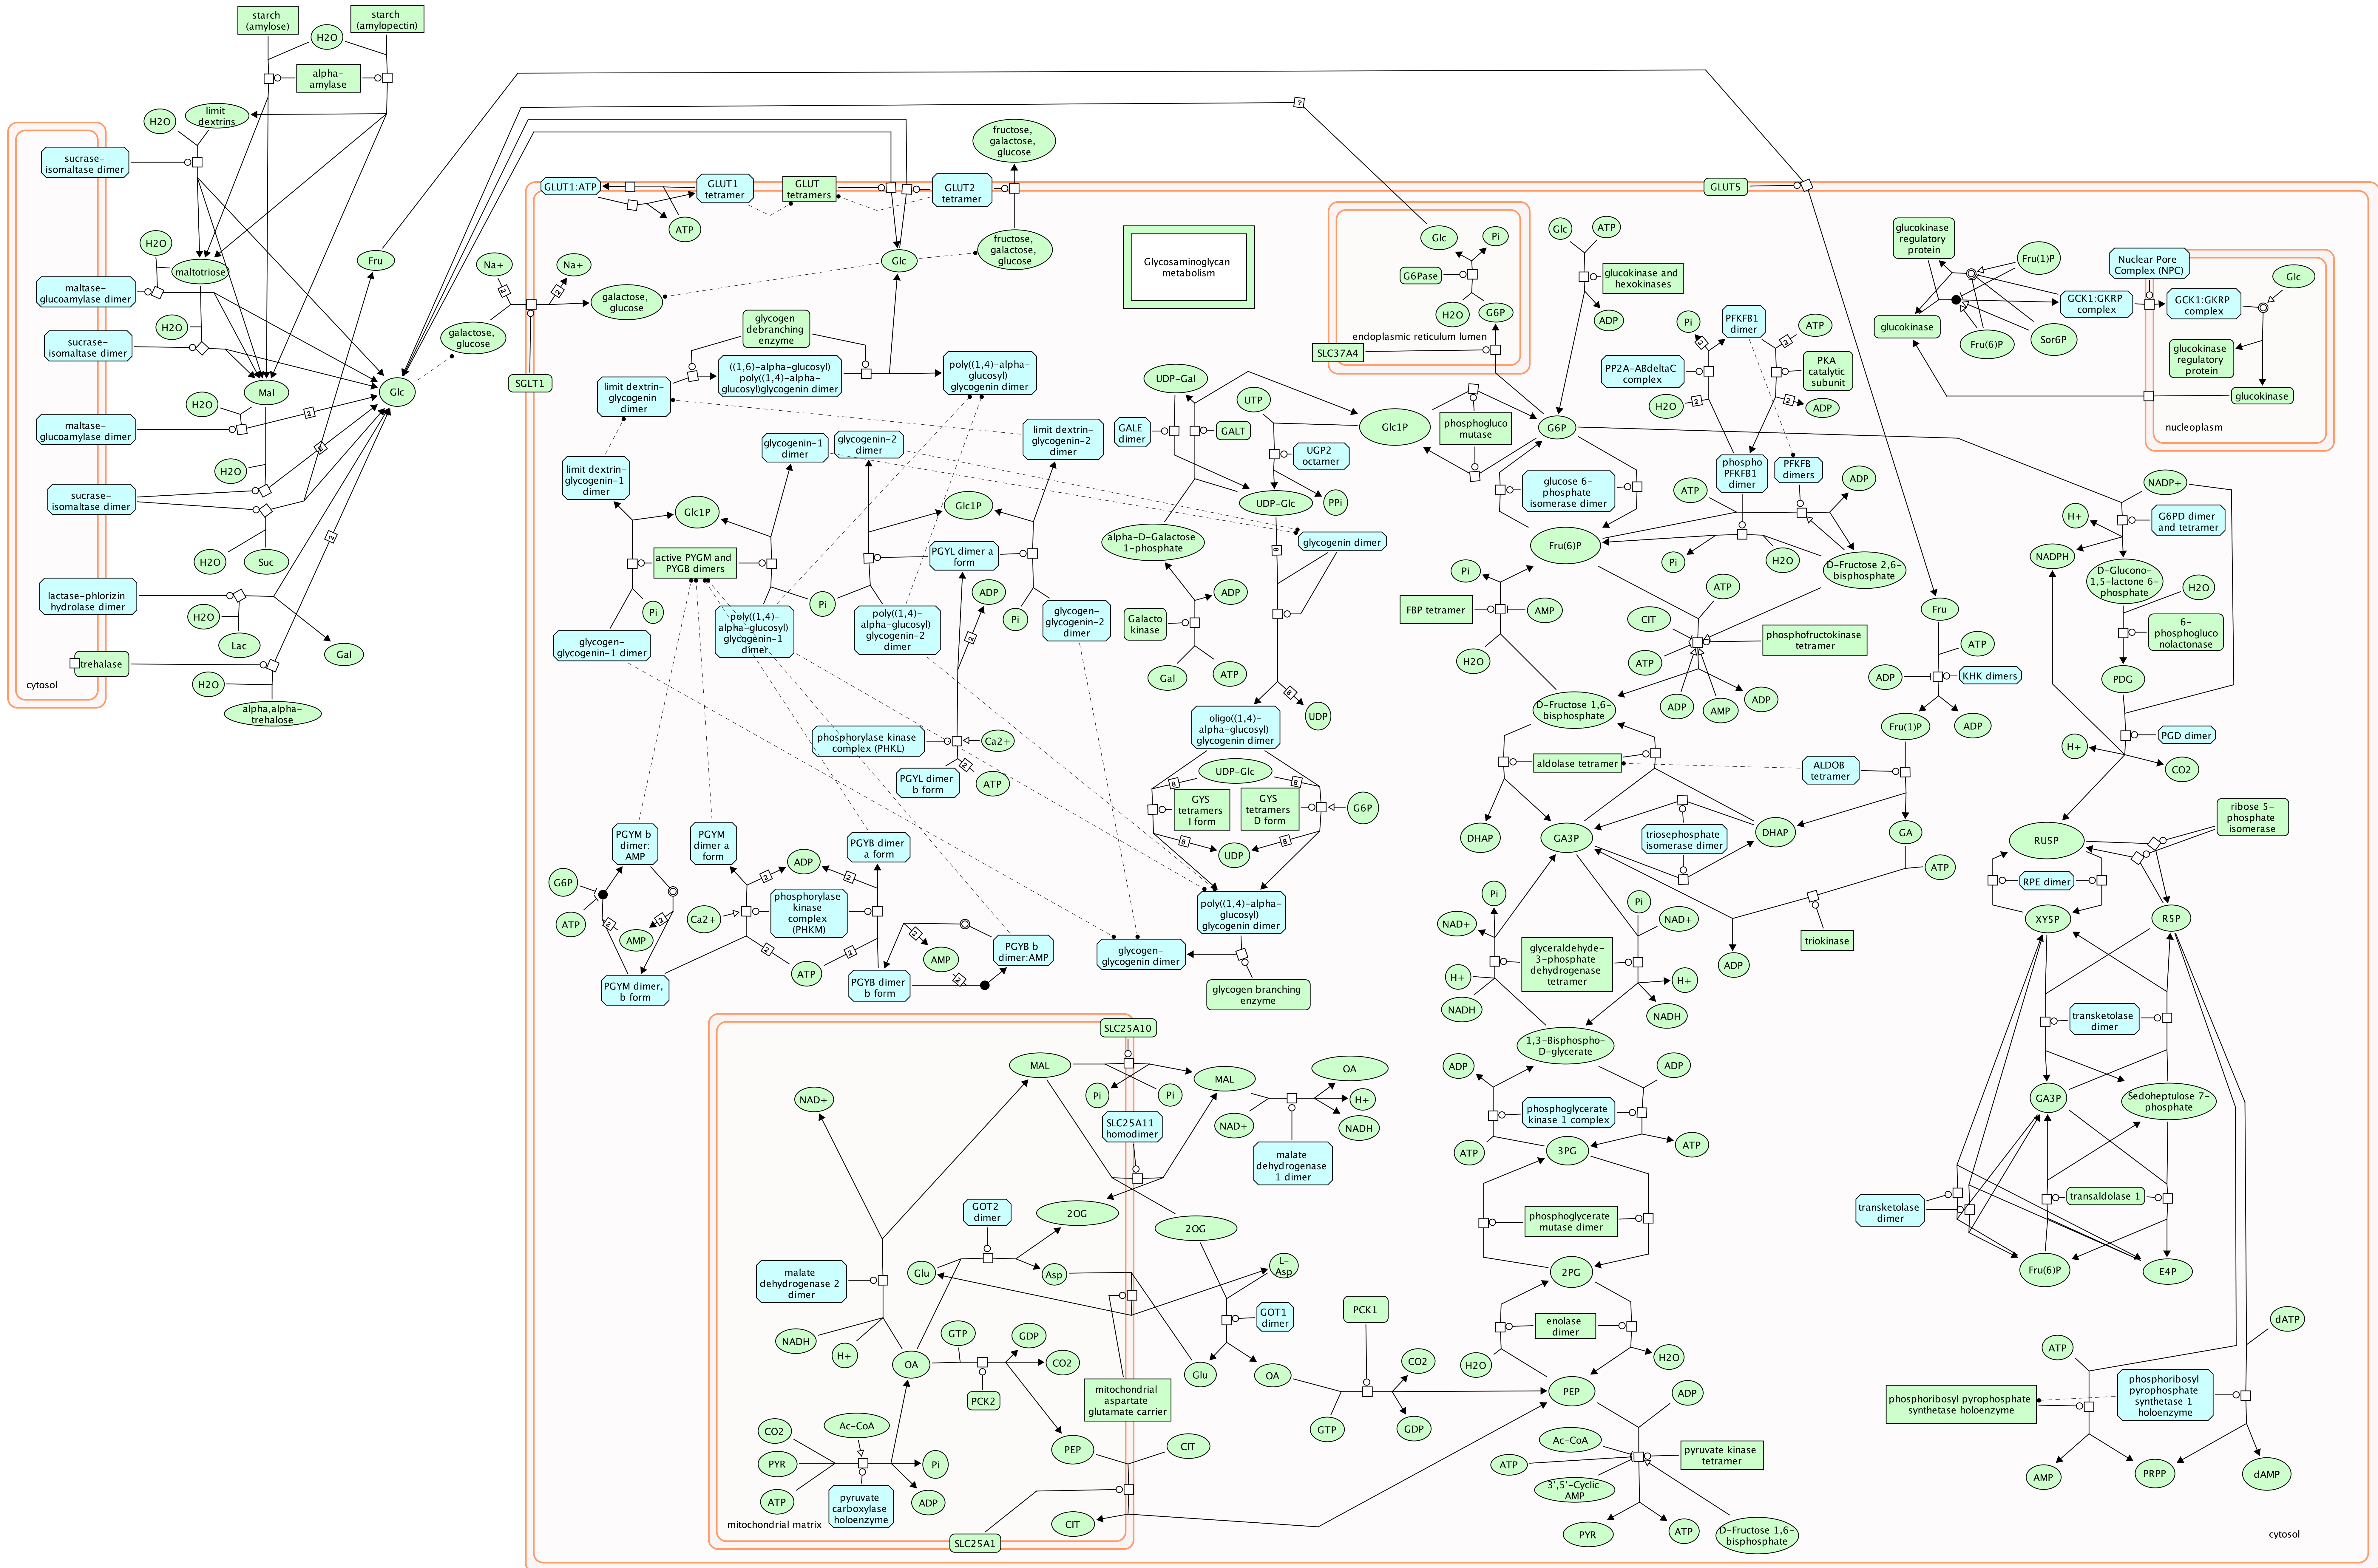 starch
(amylose)
starch
(amylopectin)
H2O
alpha-
amylase
limit
dextrins
H2O
cytosol
sucrase-
isomaltase dimer
H2O
maltotriose
Fru
maltase-
glucoamylase dimer
H2O
sucrase-
isomaltase dimer
galactose,
glucose
Mal
Glc
H2O
maltase-
glucoamylase dimer
2
H2O
sucrase-
isomaltase dimer
H2O
Suc
2
lactase-phlorizin
hydrolase dimer
H2O
Lac
Gal
trehalase
H2O
alpha,alpha-
trehalose
?
GLUT1:ATP
GLUT1
tetramer
GLUT
tetramers
GLUT2
tetramer
fructose,
galactose,
glucose
ATP
fructose,
galactose,
glucose
Glc
Na+
Na+
2
2
galactose,
glucose
SGLT1
GLUT5
Glycosaminoglycan
metabolism
Glc
Pi
G6Pase
H2O
G6P
endoplasmic reticulum lumen
SLC37A4
Glc
ATP
glucokinase and
hexokinases
ADP
glucokinase
regulatory
protein
Fru(1)P
glucokinase
Fru(6)P
Sor6P
GCK1:GKRP
complex
Nuclear Pore
Complex (NPC)
GCK1:GKRP
complex
Glc
glucokinase
regulatory
protein
glucokinase
nucleoplasm
glycogen
debranching
enzyme
limit dextrin-
glycogenin
dimer
((1,6)-alpha-glucosyl)
poly((1,4)-alpha-
glucosyl)glycogenin dimer
poly((1,4)-alpha-
glucosyl)
glycogenin dimer
limit dextrin-
glycogenin-1
dimer
glycogenin-1
dimer
glycogenin-2
dimer
limit dextrin-
glycogenin-2
dimer
Glc1P
Glc1P
active PYGM and
PYGB dimers
PGYL dimer a
form
Pi
Pi
Pi
ADP
2
glycogen-
glycogenin-1 dimer
poly((1,4)-
alpha-glucosyl)
glycogenin-1
dimer
poly((1,4)-
alpha-glucosyl)
glycogenin-2
dimer
glycogen-
glycogenin-2
dimer
phosphorylase kinase
complex (PHKL)
Ca2+
PGYL dimer
b form
2
ATP
PGYM b
dimer:
AMP
PGYM
dimer a
form
ADP
PGYB dimer
a form
2
2
G6P
ATP
2
2
AMP
Ca2+
phosphorylase
kinase
complex
(PHKM)
2
2
ATP
PGYM dimer,
b form
PGYB dimer
b form
2
AMP
2
PGYB b
dimer:AMP
UDP-Gal
UTP
GALE
dimer
GALT
UGP2
octamer
Glc1P
phosphogluco
mutase
G6P
UDP-Glc
PPi
alpha-D-Galactose
1-phosphate
8
glycogenin dimer
ADP
Galacto
kinase
Gal
ATP
8
UDP
oligo((1,4)-
alpha-glucosyl)
glycogenin dimer
UDP-Glc
8
8
GYS
tetramers
I form
GYS
tetramers
D form
G6P
8
8
UDP
poly((1,4)-alpha-
glucosyl)
glycogenin dimer
glycogen-
glycogenin dimer
glycogen branching
enzyme
PFKFB1
dimer
Pi
2
2
ATP
PP2A-ABdeltaC
complex
PKA
catalytic
subunit
H2O
2
2
ADP
phospho
PFKFB1
dimer
PFKFB
dimers
glucose 6-
phosphate
isomerase dimer
ATP
ADP
Fru(6)P
Pi
H2O
D-Fructose 2,6-
bisphosphate
Pi
FBP tetramer
AMP
H2O
ATP
CIT
ATP
phosphofructokinase
tetramer
ADP
AMP
ADP
D-Fructose 1,6-
bisphosphate
aldolase tetramer
ALDOB
tetramer
DHAP
GA3P
triosephosphate
isomerase dimer
DHAP
GA
ATP
triokinase
ADP
Fru
ATP
ADP
KHK dimers
Fru(1)P
ADP
NADP+
H+
G6PD dimer
and tetramer
NADPH
D-Glucono-
1,5-lactone 6-
phosphate
H2O
6-
phosphogluco
nolactonase
PDG
PGD dimer
H+
CO2
ribose 5-
phosphate
isomerase
RU5P
RPE dimer
XY5P
R5P
transketolase
dimer
GA3P
Sedoheptulose 7-
phosphate
transketolase
dimer
transaldolase 1
Fru(6)P
E4P
Pi
NAD+
Pi
NAD+
glyceraldehyde-
3-phosphate
dehydrogenase
tetramer
H+
NADH
H+
NADH
1,3-Bisphospho-
D-glycerate
ADP
ADP
phosphoglycerate
kinase 1 complex
ATP
ATP
3PG
phosphoglycerate
mutase dimer
2PG
enolase
dimer
H2O
H2O
PEP
ADP
Ac-CoA
ATP
pyruvate kinase
tetramer
3',5'-Cyclic
AMP
PYR
ATP
D-Fructose 1,6-
bisphosphate
SLC25A10
MAL
Pi
Pi
MAL
OA
H+
NADH
NAD+
malate
dehydrogenase
1 dimer
SLC25A11
homodimer
NAD+
GOT2
dimer
2OG
2OG
Glu
Asp
L-
Asp
malate
dehydrogenase 2
dimer
GOT1
dimer
NADH
H+
OA
GTP
GDP
CO2
PCK2
Glu
OA
PCK1
CO2
GTP
GDP
mitochondrial
aspartate
glutamate carrier
Ac-CoA
CO2
PYR
ATP
pyruvate
carboxylase
holoenzyme
Pi
ADP
PEP
CIT
CIT
SLC25A1
mitochondrial matrix
dATP
ATP
phosphoribosyl pyrophosphate
synthetase holoenzyme
phosphoribosyl
pyrophosphate
synthetase 1
holoenzyme
AMP
PRPP
dAMP
cytosol